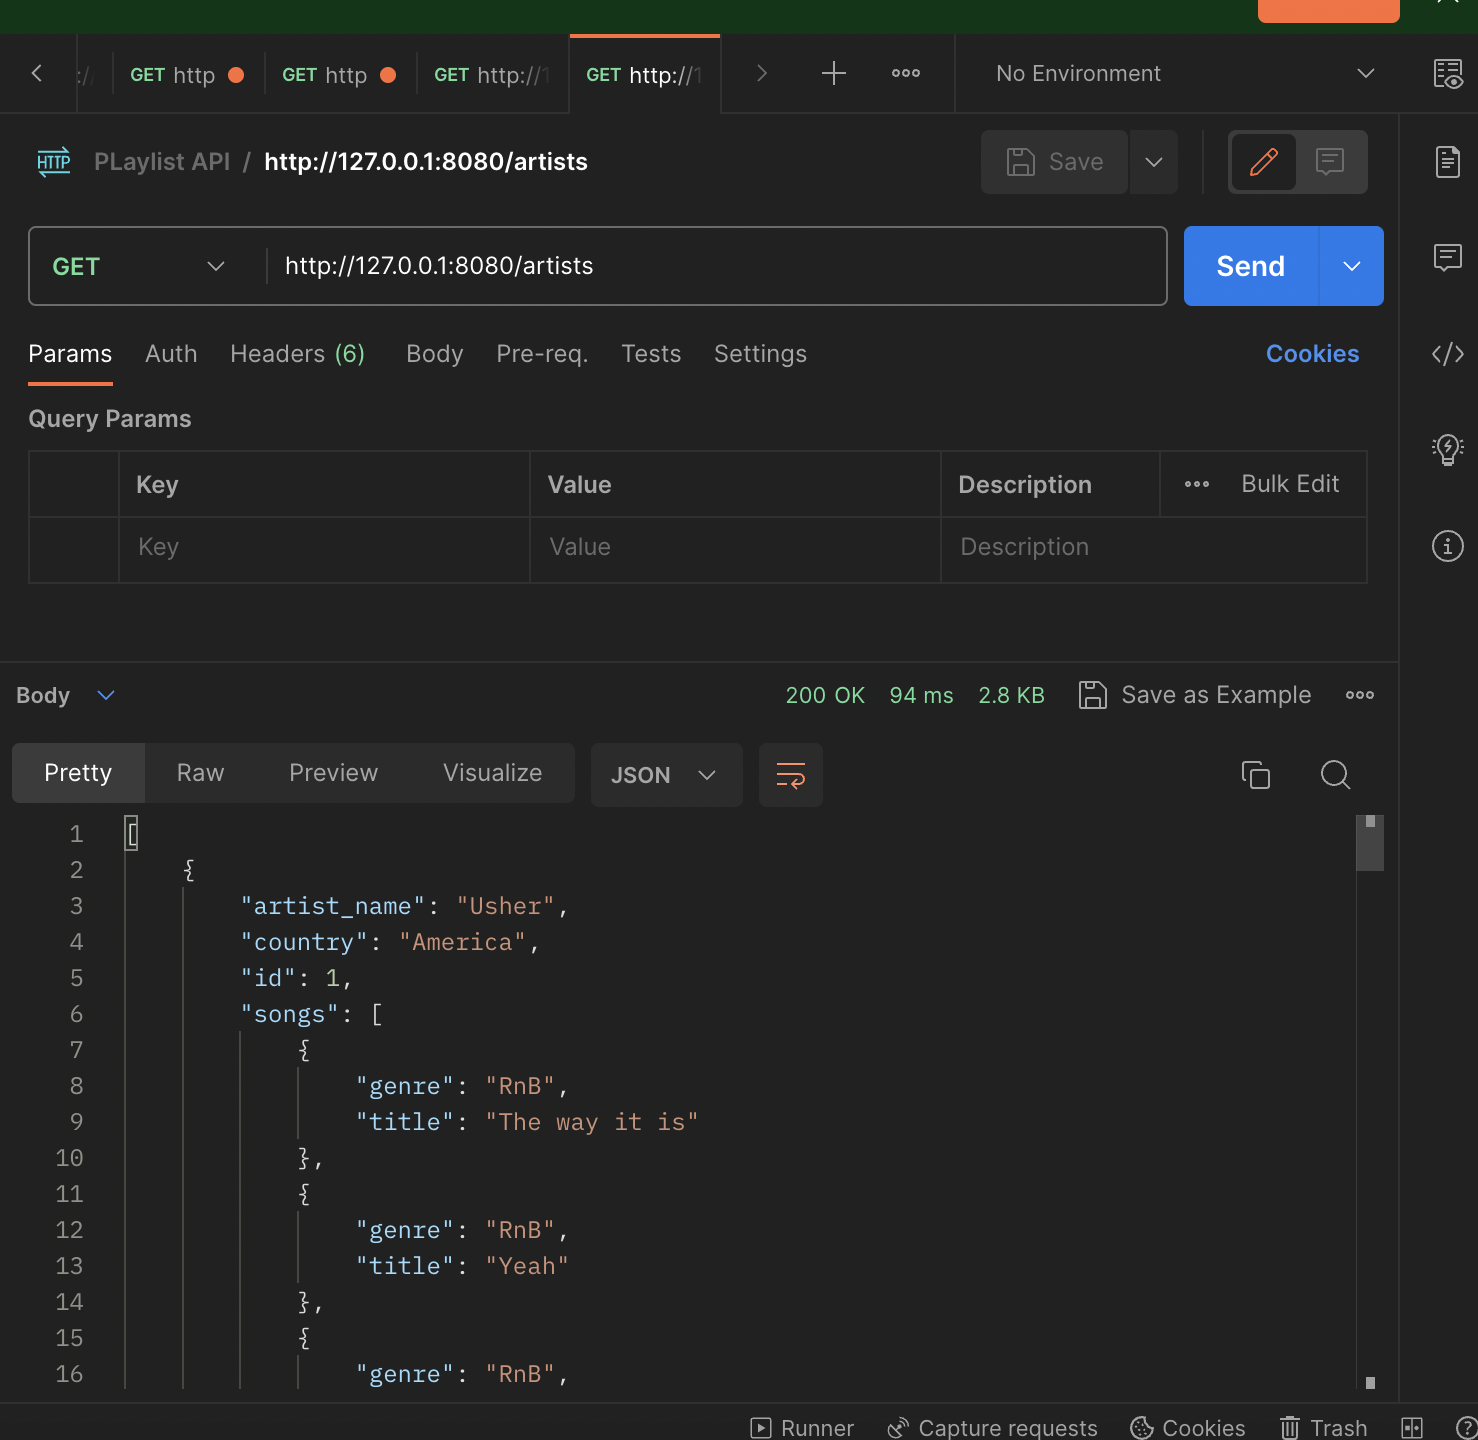 GET http GET http GET http://1 GET http://1 No Environment
HTTP PLaylist API / http://127.0.0.1:8080/artists Save
GET http://127.0.0.1:8080/artists Send
Params Auth Headers (6) Body Pre-req. Tests Settings Cookies
Query Params
Key Value Description Bulk Edit
Key Value Description
Body 200 OK 94 ms 2.8 KB Save as Example
Pretty Raw Preview Visualize JSON
1 [
2 {
3 "artist_name": "Usher",
4 "country": "America",
5 "id": 1,
6 "songs": [
7 {
8 "genre": "RnB",
9 "title": "The way it is"
10 },
11 {
12 "genre": "RnB",
13 "title": "Yeah"
14 },
15 {
16 "genre": "RnB",
Runner Capture requests Cookies Trash